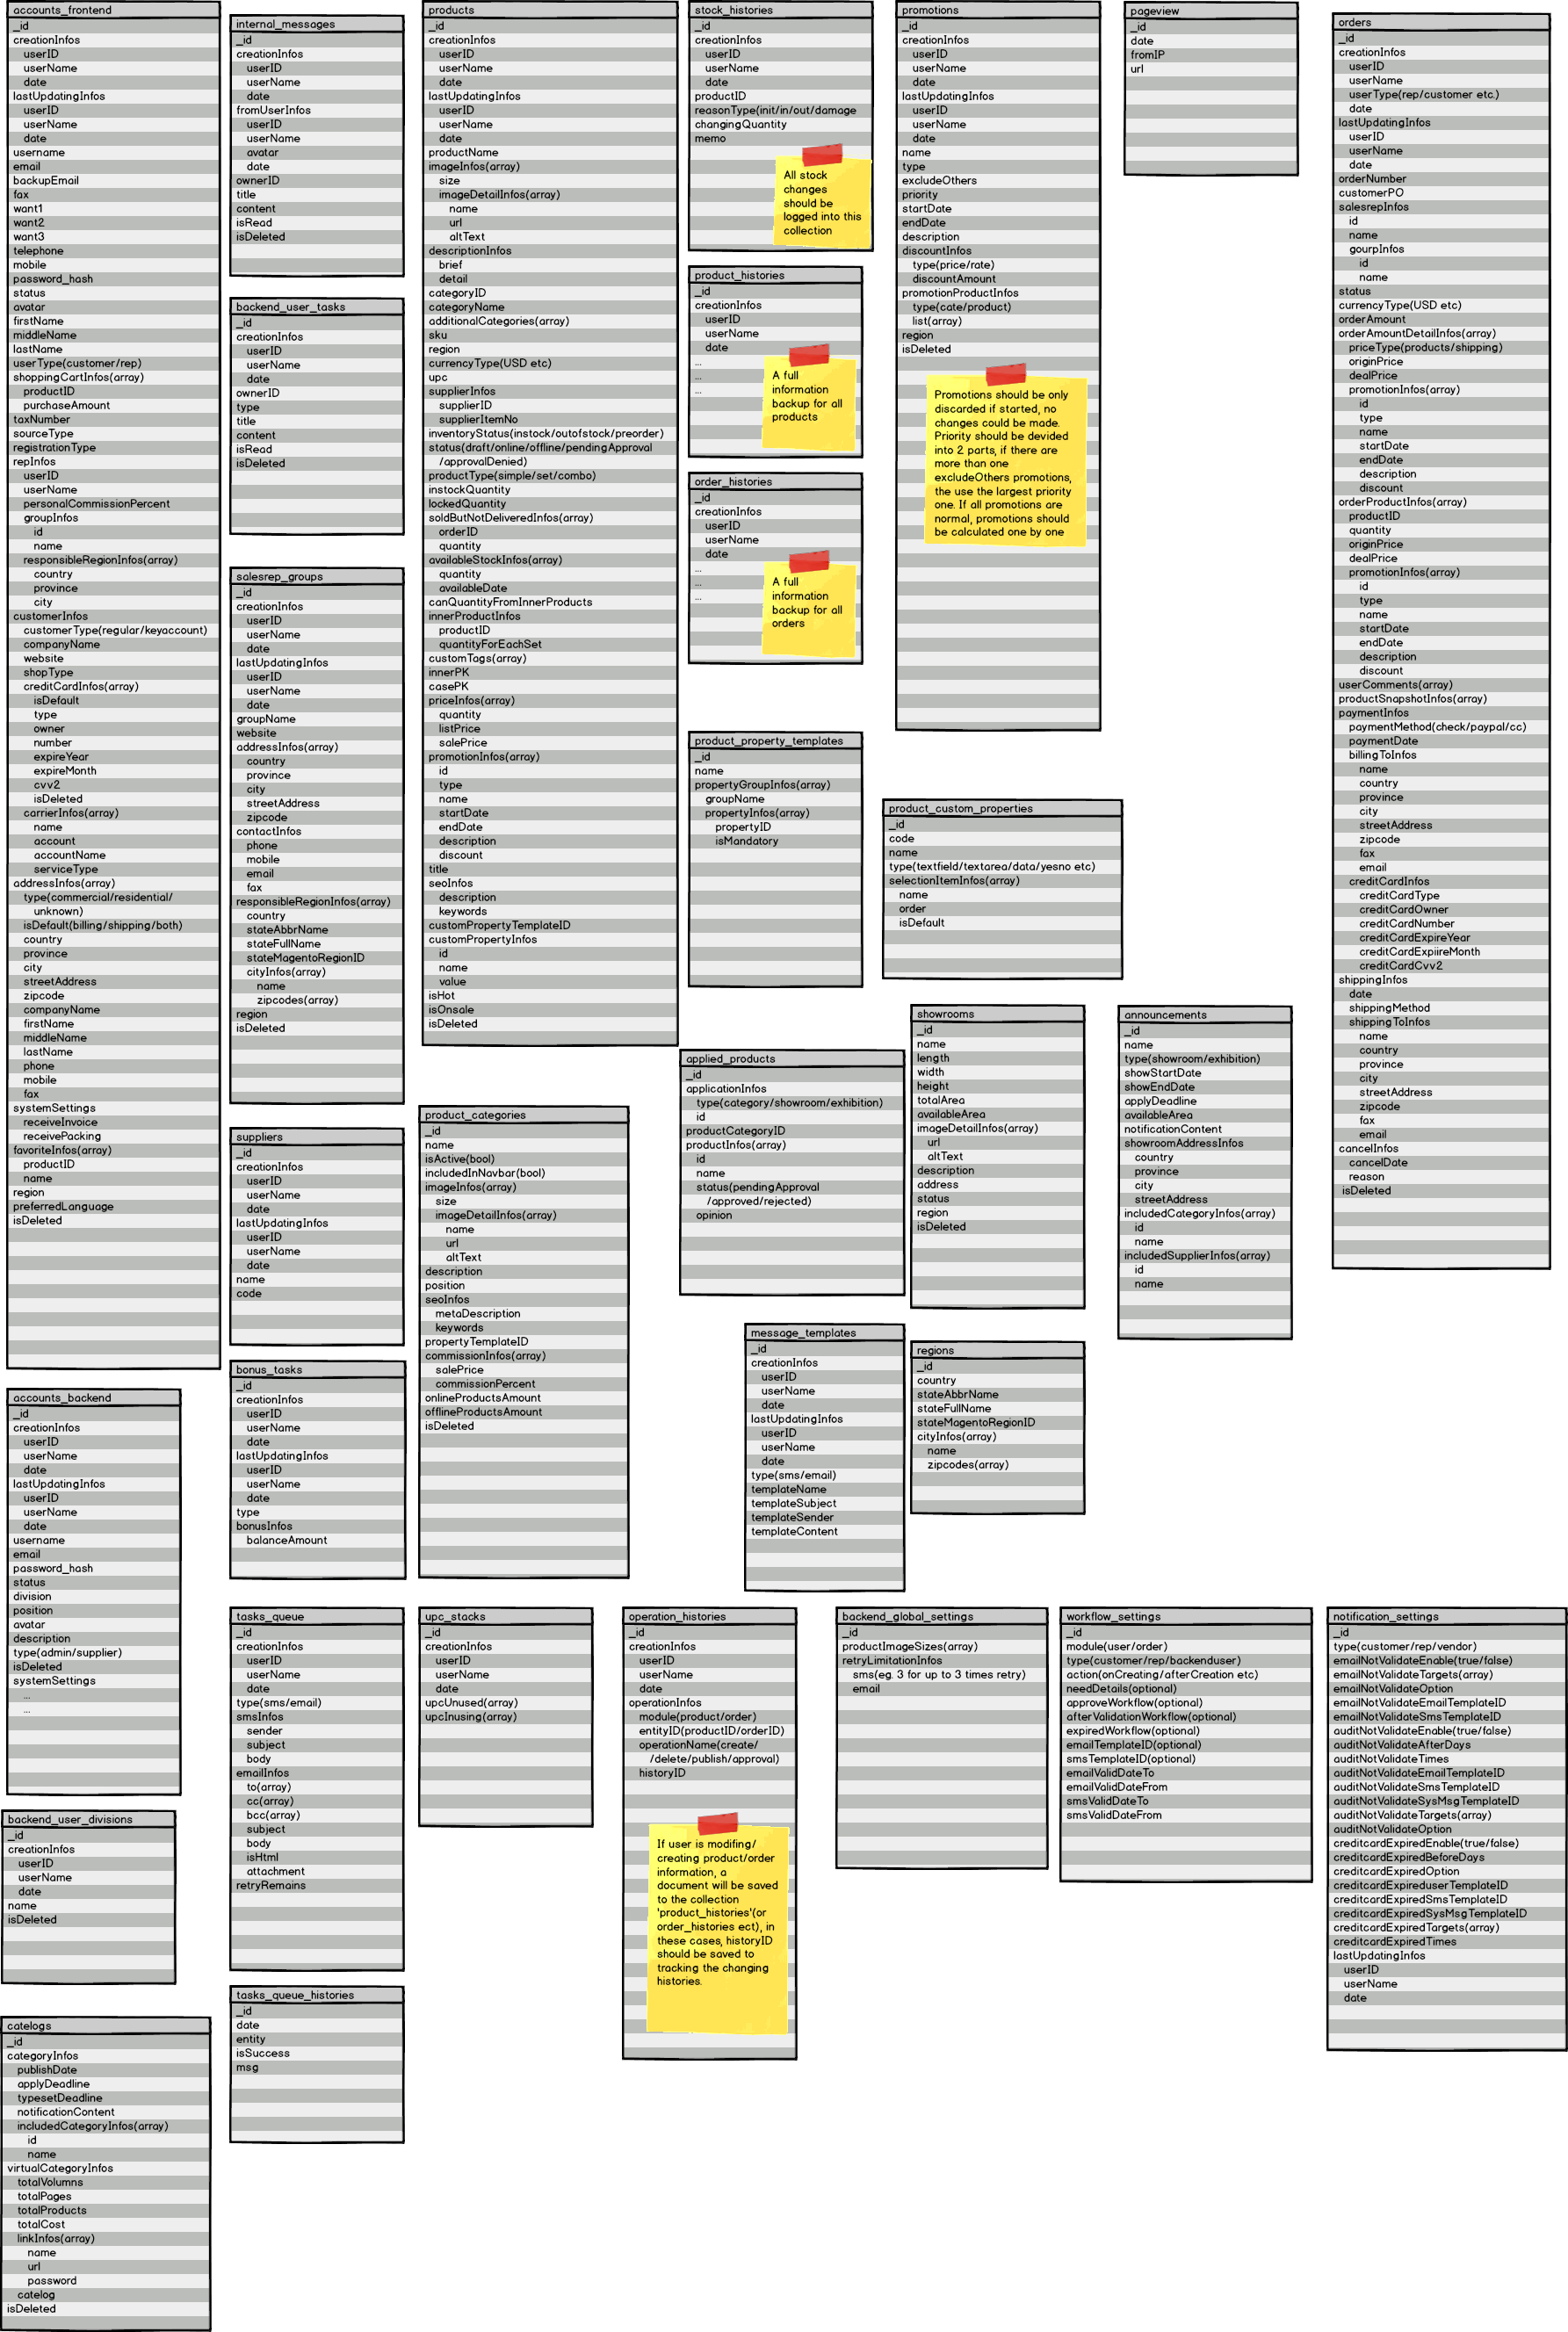 accounts_frontend
_id
creationInfos
userID
userName
date
lastUpdatingInfos
userID
userName
date
username
email
backupEmail
fax
want1
want2
want3
telephone
mobile
password_hash
status
avatar
firstName
middleName
lastName
userType(customer/rep)
shoppingCartInfos(array)
productID
purchaseAmount
taxNumber
sourceType
registrationType
repInfos
userID
userName
personalCommissionPercent
groupInfos
id
name
responsibleRegionInfos(array)
country
province
city
customerInfos
customerType(regular/keyaccount)
companyName
website
shopType
creditCardInfos(array)
isDefault
type
owner
number
expireYear
expireMonth
cvv2
isDeleted
carrierInfos(array)
name
account
accountName
serviceType
addressInfos(array)
type(commercial/residential/
unknown)
isDefault(billing/shipping/both)
country
province
city
streetAddress
zipcode
companyName
firstName
middleName
lastName
phone
mobile
fax
systemSettings
receiveInvoice
receivePacking
favoriteInfos(array)
productID
name
region
preferredLanguage
isDeleted
accounts_backend
_id
creationInfos
userID
userName
date
lastUpdatingInfos
userID
userName
date
username
email
password_hash
status
division
position
avatar
description
type(admin/supplier)
isDeleted
systemSettings
...
...
backend_user_divisions
_id
creationInfos
userID
userName
date
name
isDeleted
catelogs
_id
categoryInfos
publishDate
applyDeadline
typesetDeadline
notificationContent
includedCategoryInfos(array)
id
name
virtualCategoryInfos
totalVolumns
totalPages
totalProducts
totalCost
linkInfos(array)
name
url
password
catelog
isDeleted
internal_messages
_id
creationInfos
userID
userName
date
fromUserInfos
userID
userName
avatar
date
ownerID
title
content
isRead
isDeleted
backend_user_tasks
_id
creationInfos
userID
userName
date
ownerID
type
title
content
isRead
isDeleted
salesrep_groups
_id
creationInfos
userID
userName
date
lastUpdatingInfos
userID
userName
date
groupName
website
addressInfos(array)
country
province
city
streetAddress
zipcode
contactInfos
phone
mobile
email
fax
responsibleRegionInfos(array)
country
stateAbbrName
stateFullName
stateMagentoRegionID
cityInfos(array)
name
zipcodes(array)
region
isDeleted
suppliers
_id
creationInfos
userID
userName
date
lastUpdatingInfos
userID
userName
date
name
code
bonus_tasks
_id
creationInfos
userID
userName
date
lastUpdatingInfos
userID
userName
date
type
bonusInfos
balanceAmount
tasks_queue
_id
creationInfos
userID
userName
date
type(sms/email)
smsInfos
sender
subject
body
emailInfos
to(array)
cc(array)
bcc(array)
subject
body
isHtml
attachment
retryRemains
tasks_queue_histories
_id
date
entity
isSuccess
msg
products
_id
creationInfos
userID
userName
date
lastUpdatingInfos
userID
userName
date
productName
imageInfos(array)
size
imageDetailInfos(array)
name
url
altText
descriptionInfos
brief
detail
categoryID
categoryName
additionalCategories(array)
sku
region
currencyType(USD etc)
upc
supplierInfos
supplierID
supplierItemNo
inventoryStatus(instock/outofstock/preorder)
status(draft/online/offline/pendingApproval
/approvalDenied)
productType(simple/set/combo)
instockQuantity
lockedQuantity
soldButNotDeliveredInfos(array)
orderID
quantity
availableStockInfos(array)
quantity
availableDate
canQuantityFromInnerProducts
innerProductInfos
productID
quantityForEachSet
customTags(array)
innerPK
casePK
priceInfos(array)
quantity
listPrice
salePrice
promotionInfos(array)
id
type
name
startDate
endDate
description
discount
title
seoInfos
description
keywords
customPropertyTemplateID
customPropertyInfos
id
name
value
isHot
isOnsale
isDeleted
product_categories
_id
name
isActive(bool)
includedInNavbar(bool)
imageInfos(array)
size
imageDetailInfos(array)
name
url
altText
description
position
seoInfos
metaDescription
keywords
propertyTemplateID
commissionInfos(array)
salePrice
commissionPercent
onlineProductsAmount
offlineProductsAmount
isDeleted
upc_stacks
_id
creationInfos
userID
userName
date
upcUnused(array)
upcInusing(array)
stock_histories
_id
creationInfos
userID
userName
date
productID
reasonType(init/in/out/damage
changingQuantity
memo
All stock
changes
should be
logged into this
collection
product_histories
_id
creationInfos
userID
userName
date
...
...
...
A full
information
backup for all
products
order_histories
_id
creationInfos
userID
userName
date
...
...
...
A full
information
backup for all
orders
product_property_templates
_id
name
propertyGroupInfos(array)
groupName
propertyInfos(array)
propertyID
isMandatory
applied_products
_id
applicationInfos
type(category/showroom/exhibition)
id
productCategoryID
productInfos(array)
id
name
status(pendingApproval
/approved/rejected)
opinion
message_templates
_id
creationInfos
userID
userName
date
lastUpdatingInfos
userID
userName
date
type(sms/email)
templateName
templateSubject
templateSender
templateContent
operation_histories
_id
creationInfos
userID
userName
date
operationInfos
module(product/order)
entityID(productID/orderID)
operationName(create/
/delete/publish/approval)
historyID
If user is modifing/
creating product/order
information, a
document will be saved
to the collection
'product_histories'(or
order_histories ect), in
these cases, historyID
should be saved to
tracking the changing
histories.
promotions
_id
creationInfos
userID
userName
date
lastUpdatingInfos
userID
userName
date
name
type
excludeOthers
priority
startDate
endDate
description
discountInfos
type(price/rate)
discountAmount
promotionProductInfos
type(cate/product)
list(array)
region
isDeleted
Promotions should be only
discarded if started, no
changes could be made.
Priority should be devided
into 2 parts, if there are
more than one
excludeOthers promotions,
the use the largest priority
one. If all promotions are
normal, promotions should
be calculated one by one
product_custom_properties
_id
code
name
type(textfield/textarea/data/yesno etc)
selectionItemInfos(array)
name
order
isDefault
showrooms
_id
name
length
width
height
totalArea
availableArea
imageDetailInfos(array)
url
altText
description
address
status
region
isDeleted
regions
_id
country
stateAbbrName
stateFullName
stateMagentoRegionID
cityInfos(array)
name
zipcodes(array)
backend_global_settings
_id
productImageSizes(array)
retryLimitationInfos
sms(eg. 3 for up to 3 times retry)
email
pageview
_id
date
fromIP
url
announcements
_id
name
type(showroom/exhibition)
showStartDate
showEndDate
applyDeadline
availableArea
notificationContent
showroomAddressInfos
country
province
city
streetAddress
includedCategoryInfos(array)
id
name
includedSupplierInfos(array)
id
name
workflow_settings
_id
module(user/order)
type(customer/rep/backenduser)
action(onCreating/afterCreation etc)
needDetails(optional)
approveWorkflow(optional)
afterValidationWorkflow(optional)
expiredWorkflow(optional)
emailTemplateID(optional)
smsTemplateID(optional)
emailValidDateTo
emailValidDateFrom
smsValidDateTo
smsValidDateFrom
orders
_id
creationInfos
userID
userName
userType(rep/customer etc.)
date
lastUpdatingInfos
userID
userName
date
orderNumber
customerPO
salesrepInfos
id
name
gourpInfos
id
name
status
currencyType(USD etc)
orderAmount
orderAmountDetailInfos(array)
priceType(products/shipping)
originPrice
dealPrice
promotionInfos(array)
id
type
name
startDate
endDate
description
discount
orderProductInfos(array)
productID
quantity
originPrice
dealPrice
promotionInfos(array)
id
type
name
startDate
endDate
description
discount
userComments(array)
productSnapshotInfos(array)
paymentInfos
paymentMethod(check/paypal/cc)
paymentDate
billingToInfos
name
country
province
city
streetAddress
zipcode
fax
email
creditCardInfos
creditCardType
creditCardOwner
creditCardNumber
creditCardExpireYear
creditCardExpiireMonth
creditCardCvv2
shippingInfos
date
shippingMethod
shippingToInfos
name
country
province
city
streetAddress
zipcode
fax
email
cancelInfos
cancelDate
reason
isDeleted
notification_settings
_id
type(customer/rep/vendor)
emailNotValidateEnable(true/false)
emailNotValidateTargets(array)
emailNotValidateOption
emailNotValidateEmailTemplateID
emailNotValidateSmsTemplateID
auditNotValidateEnable(true/false)
auditNotValidateAfterDays
auditNotValidateTimes
auditNotValidateEmailTemplateID
auditNotValidateSmsTemplateID
auditNotValidateSysMsgTemplateID
auditNotValidateTargets(array)
auditNotValidateOption
creditcardExpiredEnable(true/false)
creditcardExpiredBeforeDays
creditcardExpiredOption
creditcardExpireduserTemplateID
creditcardExpiredSmsTemplateID
creditcardExpiredSysMsgTemplateID
creditcardExpiredTargets(array)
creditcardExpiredTimes
lastUpdatingInfos
userID
userName
date